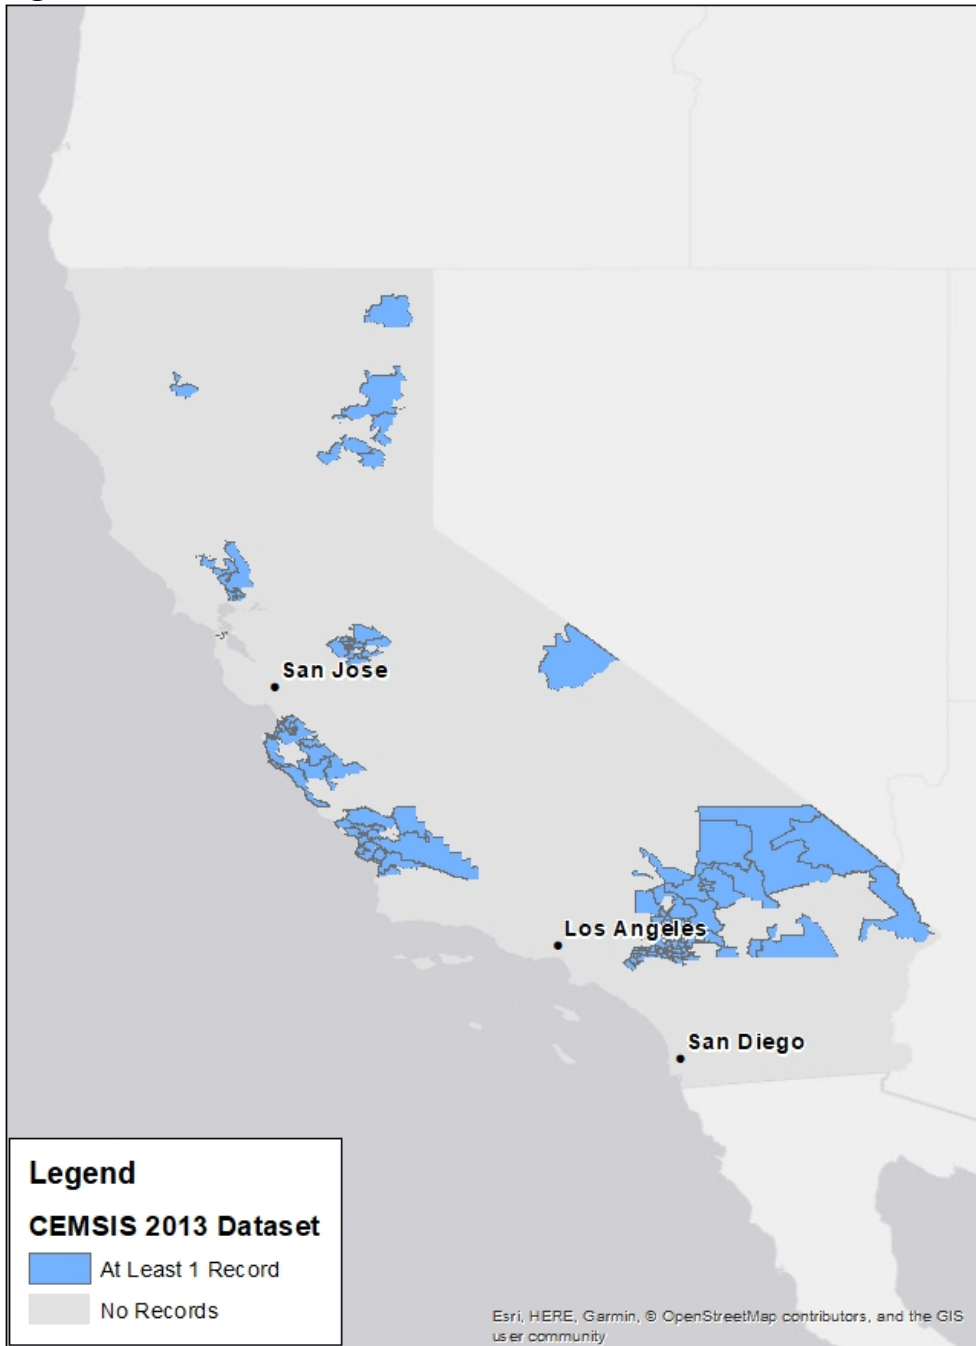 San Jose
Los Angeles
San Diego
Legend
CEMSIS 2013 Dataset
At Least 1 Record
No Records
Esri, HERE, Garmin, © OpenStreetMap contributors, and the GIS
user community